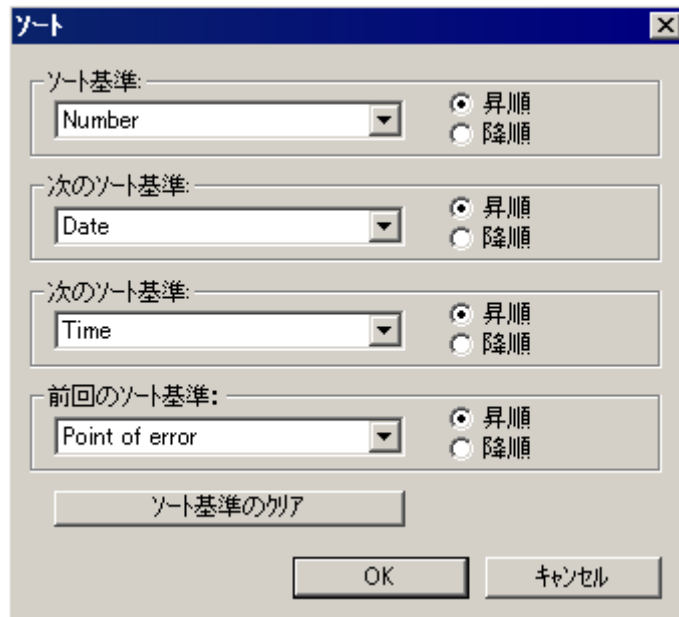 ソート
ソート基準:
Number
昇順
降順
次のソート基準:
Date
昇順
降順
次のソート基準:
Time
昇順
降順
前回のソート基準:
Point of error
昇順
降順
ソート基準のクリア
OK
キャンセル